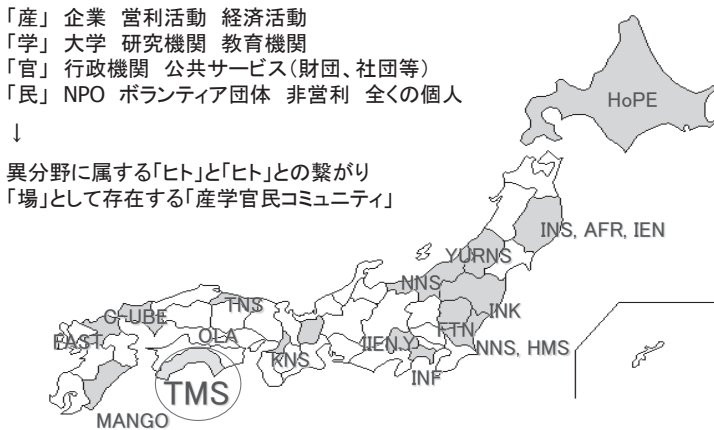 「産」 企業 営利活動 経済活動
「学」 大学 研究機関 教育機関
「官」 行政機関 公共サービス(財団、社団等)
「民」 NPO ボランティア団体 非営利 全くの個人
↓
異分野に属する「ヒト」と「ヒト」との繋がり
「場」として存在する「産学官民コミュニティ」
HoPE
INS, AFR, IEN
YURNS
NNS
INK
TNS
C-UBE
FTN
OLA
FAST
IIEN.Y
NNS, HMS
KNS
INF
TMS
MANGO